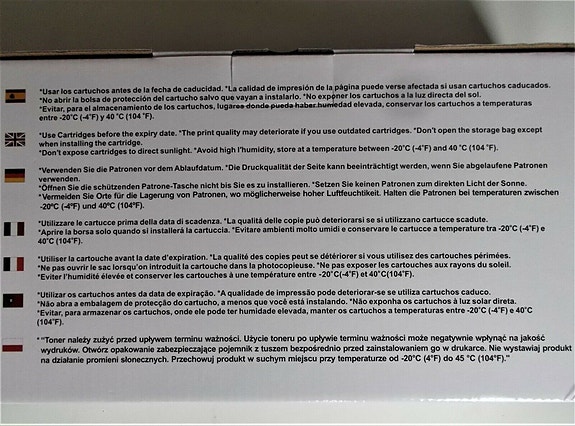 *Usar los cartuchos antes de la fecha de caducidad. *La calidad de impresión de la página puede verse afectada si usan cartuchos caducados.
*No abrir la bolsa de protección del cartucho salvo que vayan a instalarlo. *No exponer los cartuchos a la luz directa del sol.
*Evitar, para el almacenamiento de los cartuchos, lugares donde pueda haber humedad elevada, conservar los cartuchos a temperaturas
entre -20°C (-4°F) y 40 °C (104 °F).
*Use Cartridges before the expiry date. *The print quality may deteriorate if you use outdated cartridges. *Don't open the storage bag except
when installing the cartridge.
*Don't expose cartridges to direct sunlight. *Avoid high l'humidity, store at a temperature between -20°C (-4°F) and 40 °C (104 °F).
*Verwenden Sie die Patronen vor dem Ablaufdatum. *Die Druckqualität der Seite kann beeinträchtigt werden, wenn Sie abgelaufene Patronen
verwenden.
*Öffnen Sie die schützenden Patrone-Tasche nicht bis Sie es zu installieren. *Setzen Sie keinen Patronen zum direkten Licht der Sonne.
*Vermeiden Sie Orte für die Lagerung von Patronen, wo möglicherweise hoher Luftfeuchtikeit. Halten die Patronen bei temperaturen zwischen
-20ºC (-4ºF) und 40ºC (104ºF).
*Utilizzare le cartucce prima della data di scadenza. *La qualità delle copie può deteriorarsi se si utilizzano cartucce scadute.
*Aprire la borsa solo quando si installerà la cartuccia. *Evitare ambienti molto umidi e conservare le cartucce a temperature tra -20°C (-4°F) e
40°C (104°F).
*Utiliser la cartouche avant la date d'expiration. *La qualité des copies peut se détériorer si vous utilisez des cartouches périmées.
*Ne pas ouvrir le sac lorsqu'on introduit la cartouche dans la photocopieuse. *Ne pas exposer les cartouches aux rayons du soleil.
*Eviter l'humidité élevée et conserver les cartouches à une température entre -20°C(-4°F) et 40°C(104°F).
*Utilizar os cartuchos antes da data de expiração. *A qualidade de impressão pode deteriorar-se se utiliza cartuchos caduco.
*Não abra a embalagem de protecção do cartucho, a menos que você está instalando. *Não exponha os cartuchos à luz solar direta.
*Evitar, para armazenar os cartuchos, onde ele pode ter humidade elevada, manter os cartuchos a temperaturas entre -20°C (-4°F) e 40°C
(104°F).
* "Toner należy zużyć przed upływem terminu ważności. Użycie toneru po upływie terminu ważności może negatywnie wpłynąć na jakość
wydruków. Otwórz opakowanie zabezpieczające pojemnik z tuszem bezpośrednio przed zainstalowaniem go w drukarce. Nie wystawiaj produktu
na działanie promieni słonecznych. Przechowuj produkt w suchym miejscu przy temperaturze od -20°C (4°F) do 45 °C (104°F)."